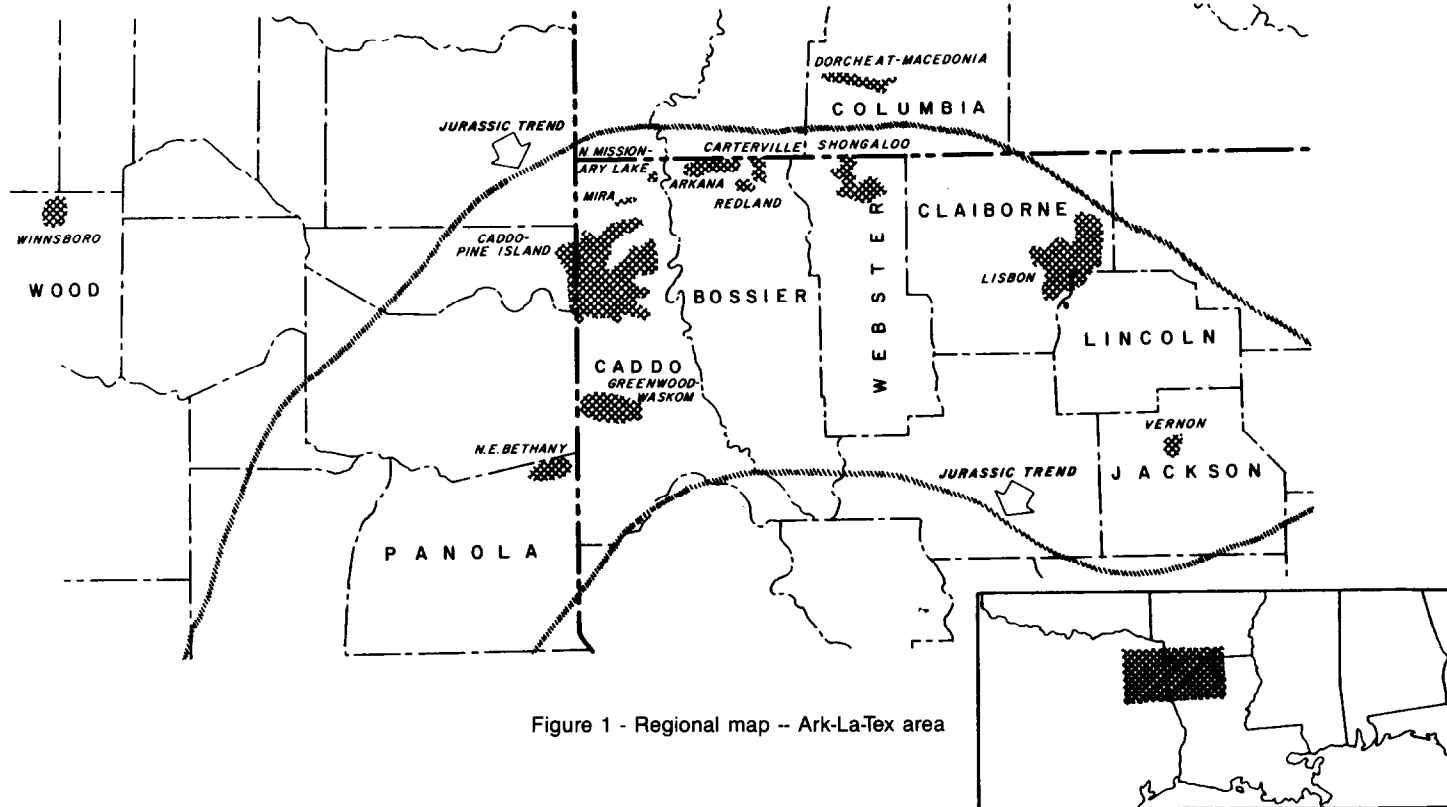 DORCHEAT-MACEDONIA
COLUMBIA
JURASSIC TREND
N. MISSION-
ARY LAKE
CARTERVILLE
SHONGALOO
ARKANA
REDLAND
MIRA
WINNSBORO
WOOD
CADDO-
PINE ISLAND
CLAIBORNE
LISBON
BOSSIER
WEBSTER
LINCOLN
CADDO
GREENWOOD-
WASKOM
VERNON
N.E. BETHANY
JURASSIC TREND
JACKSON
PANOLA
Figure 1 - Regional map -- Ark-La-Tex area